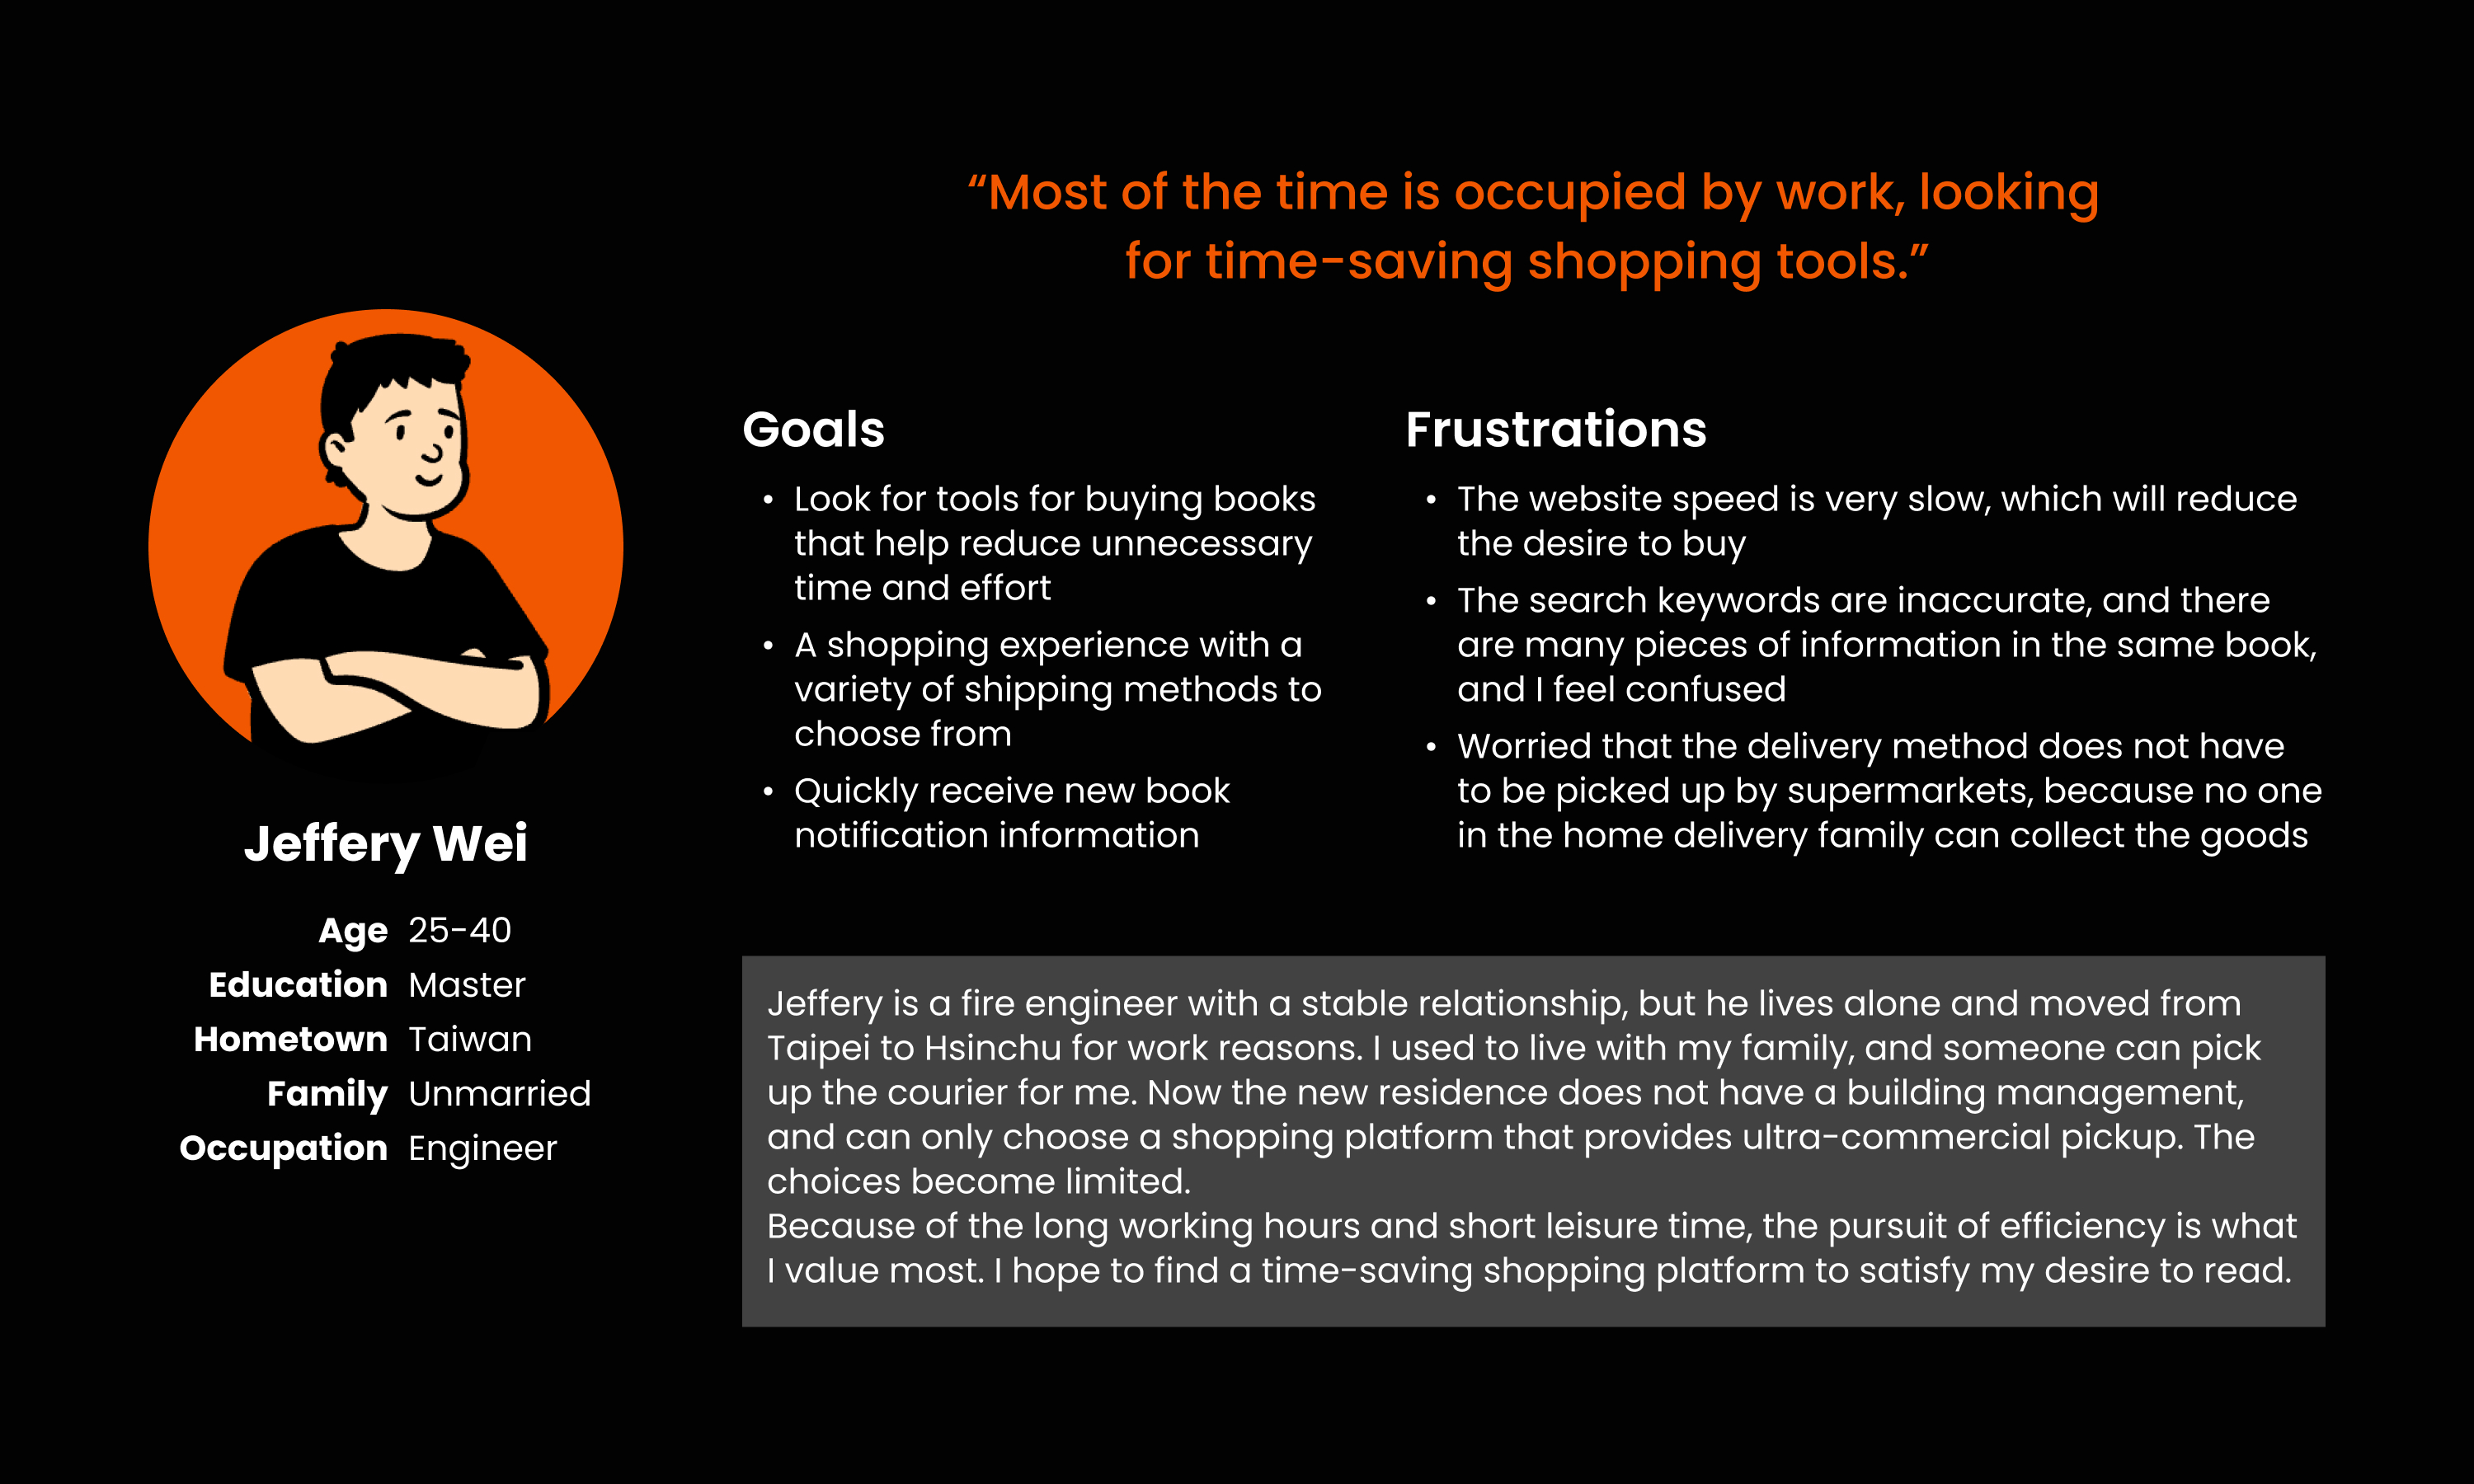 “Most of the time is occupied by work, looking
for time-saving shopping tools.”
Jeffery Wei
Age 25-40
Education Master
Hometown Taiwan
Family Unmarried
Occupation Engineer
Goals
• Look for tools for buying books
that help reduce unnecessary
time and effort
• A shopping experience with a
variety of shipping methods to
choose from
• Quickly receive new book
notification information
Frustrations
• The website speed is very slow, which will reduce
the desire to buy
• The search keywords are inaccurate, and there
are many pieces of information in the same book,
and I feel confused
• Worried that the delivery method does not have
to be picked up by supermarkets, because no one
in the home delivery family can collect the goods
Jeffery is a fire engineer with a stable relationship, but he lives alone and moved from
Taipei to Hsinchu for work reasons. I used to live with my family, and someone can pick
up the courier for me. Now the new residence does not have a building management,
and can only choose a shopping platform that provides ultra-commercial pickup. The
choices become limited.
Because of the long working hours and short leisure time, the pursuit of efficiency is what
I value most. I hope to find a time-saving shopping platform to satisfy my desire to read.